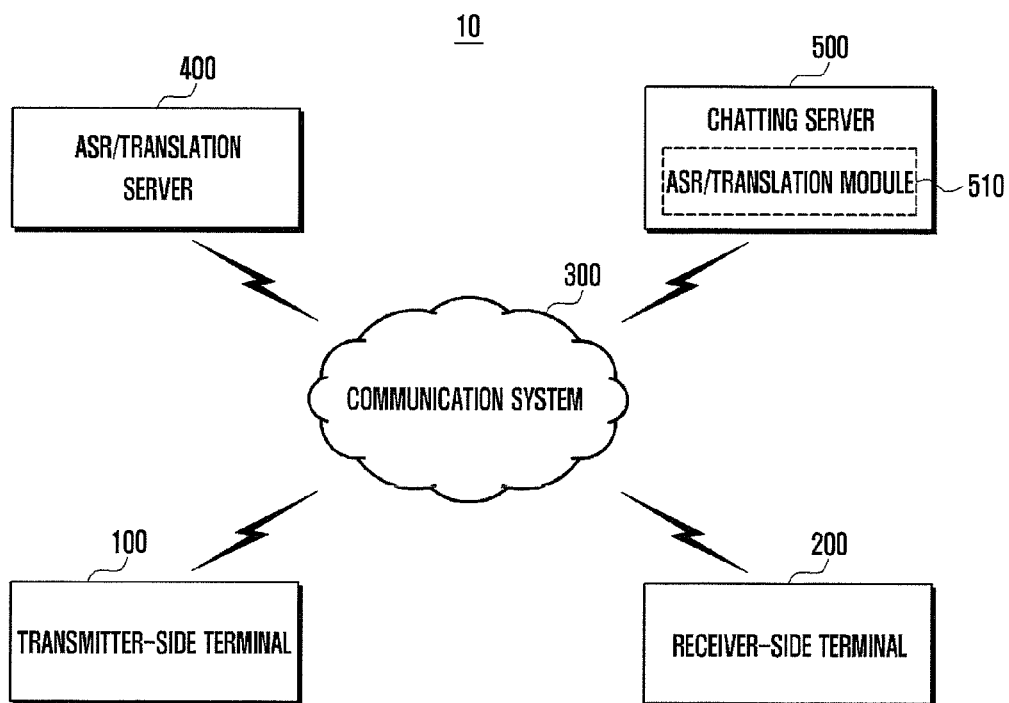 10
400
ASR/TRANSLATION
SERVER
500
CHATTING SERVER
ASR/TRANSLATION MODULE
510
300
COMMUNICATION SYSTEM
100
TRANSMITTER-SIDE TERMINAL
200
RECEIVER-SIDE TERMINAL